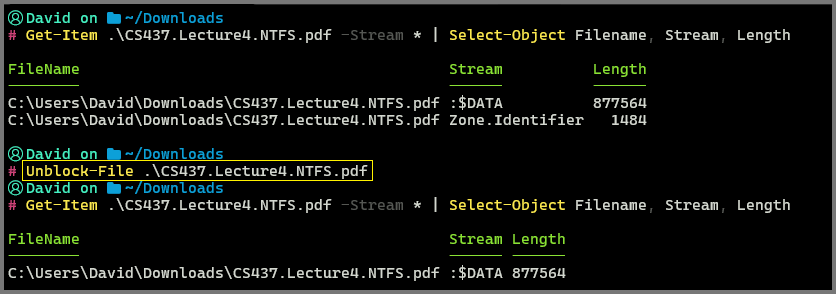 David on ~/Downloads
# Get-Item .\CS437.Lecture4.NTFS.pdf -Stream * | Select-Object Filename, Stream, Length
FileName Stream Length
C:\Users\David\Downloads\CS437.Lecture4.NTFS.pdf :$DATA 877564
C:\Users\David\Downloads\CS437.Lecture4.NTFS.pdf Zone.Identifier 1484
David on ~/Downloads
# Unblock-File .\CS437.Lecture4.NTFS.pdf
David on ~/Downloads
# Get-Item .\CS437.Lecture4.NTFS.pdf -Stream * | Select-Object Filename, Stream, Length
FileName Stream Length
C:\Users\David\Downloads\CS437.Lecture4.NTFS.pdf :$DATA 877564